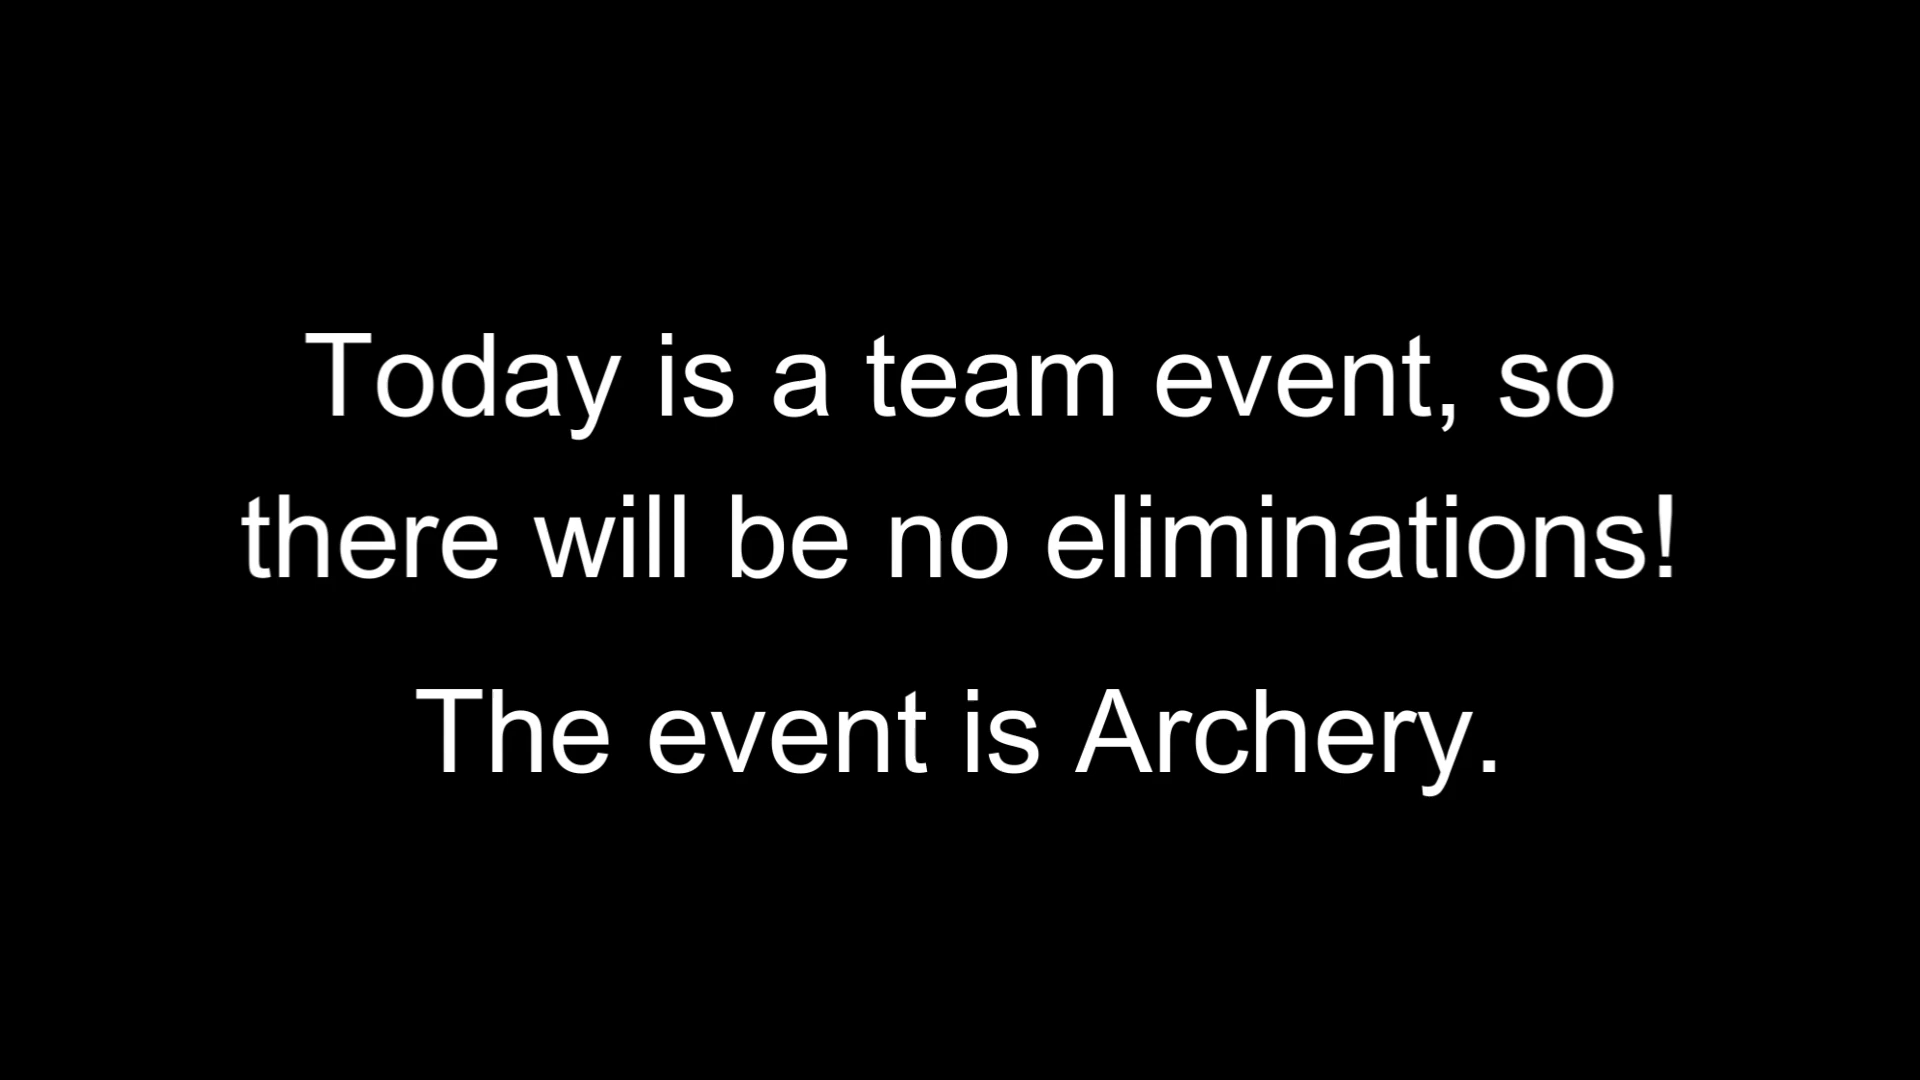 Today is a team event, so
there will be no eliminations!
The event is Archery.